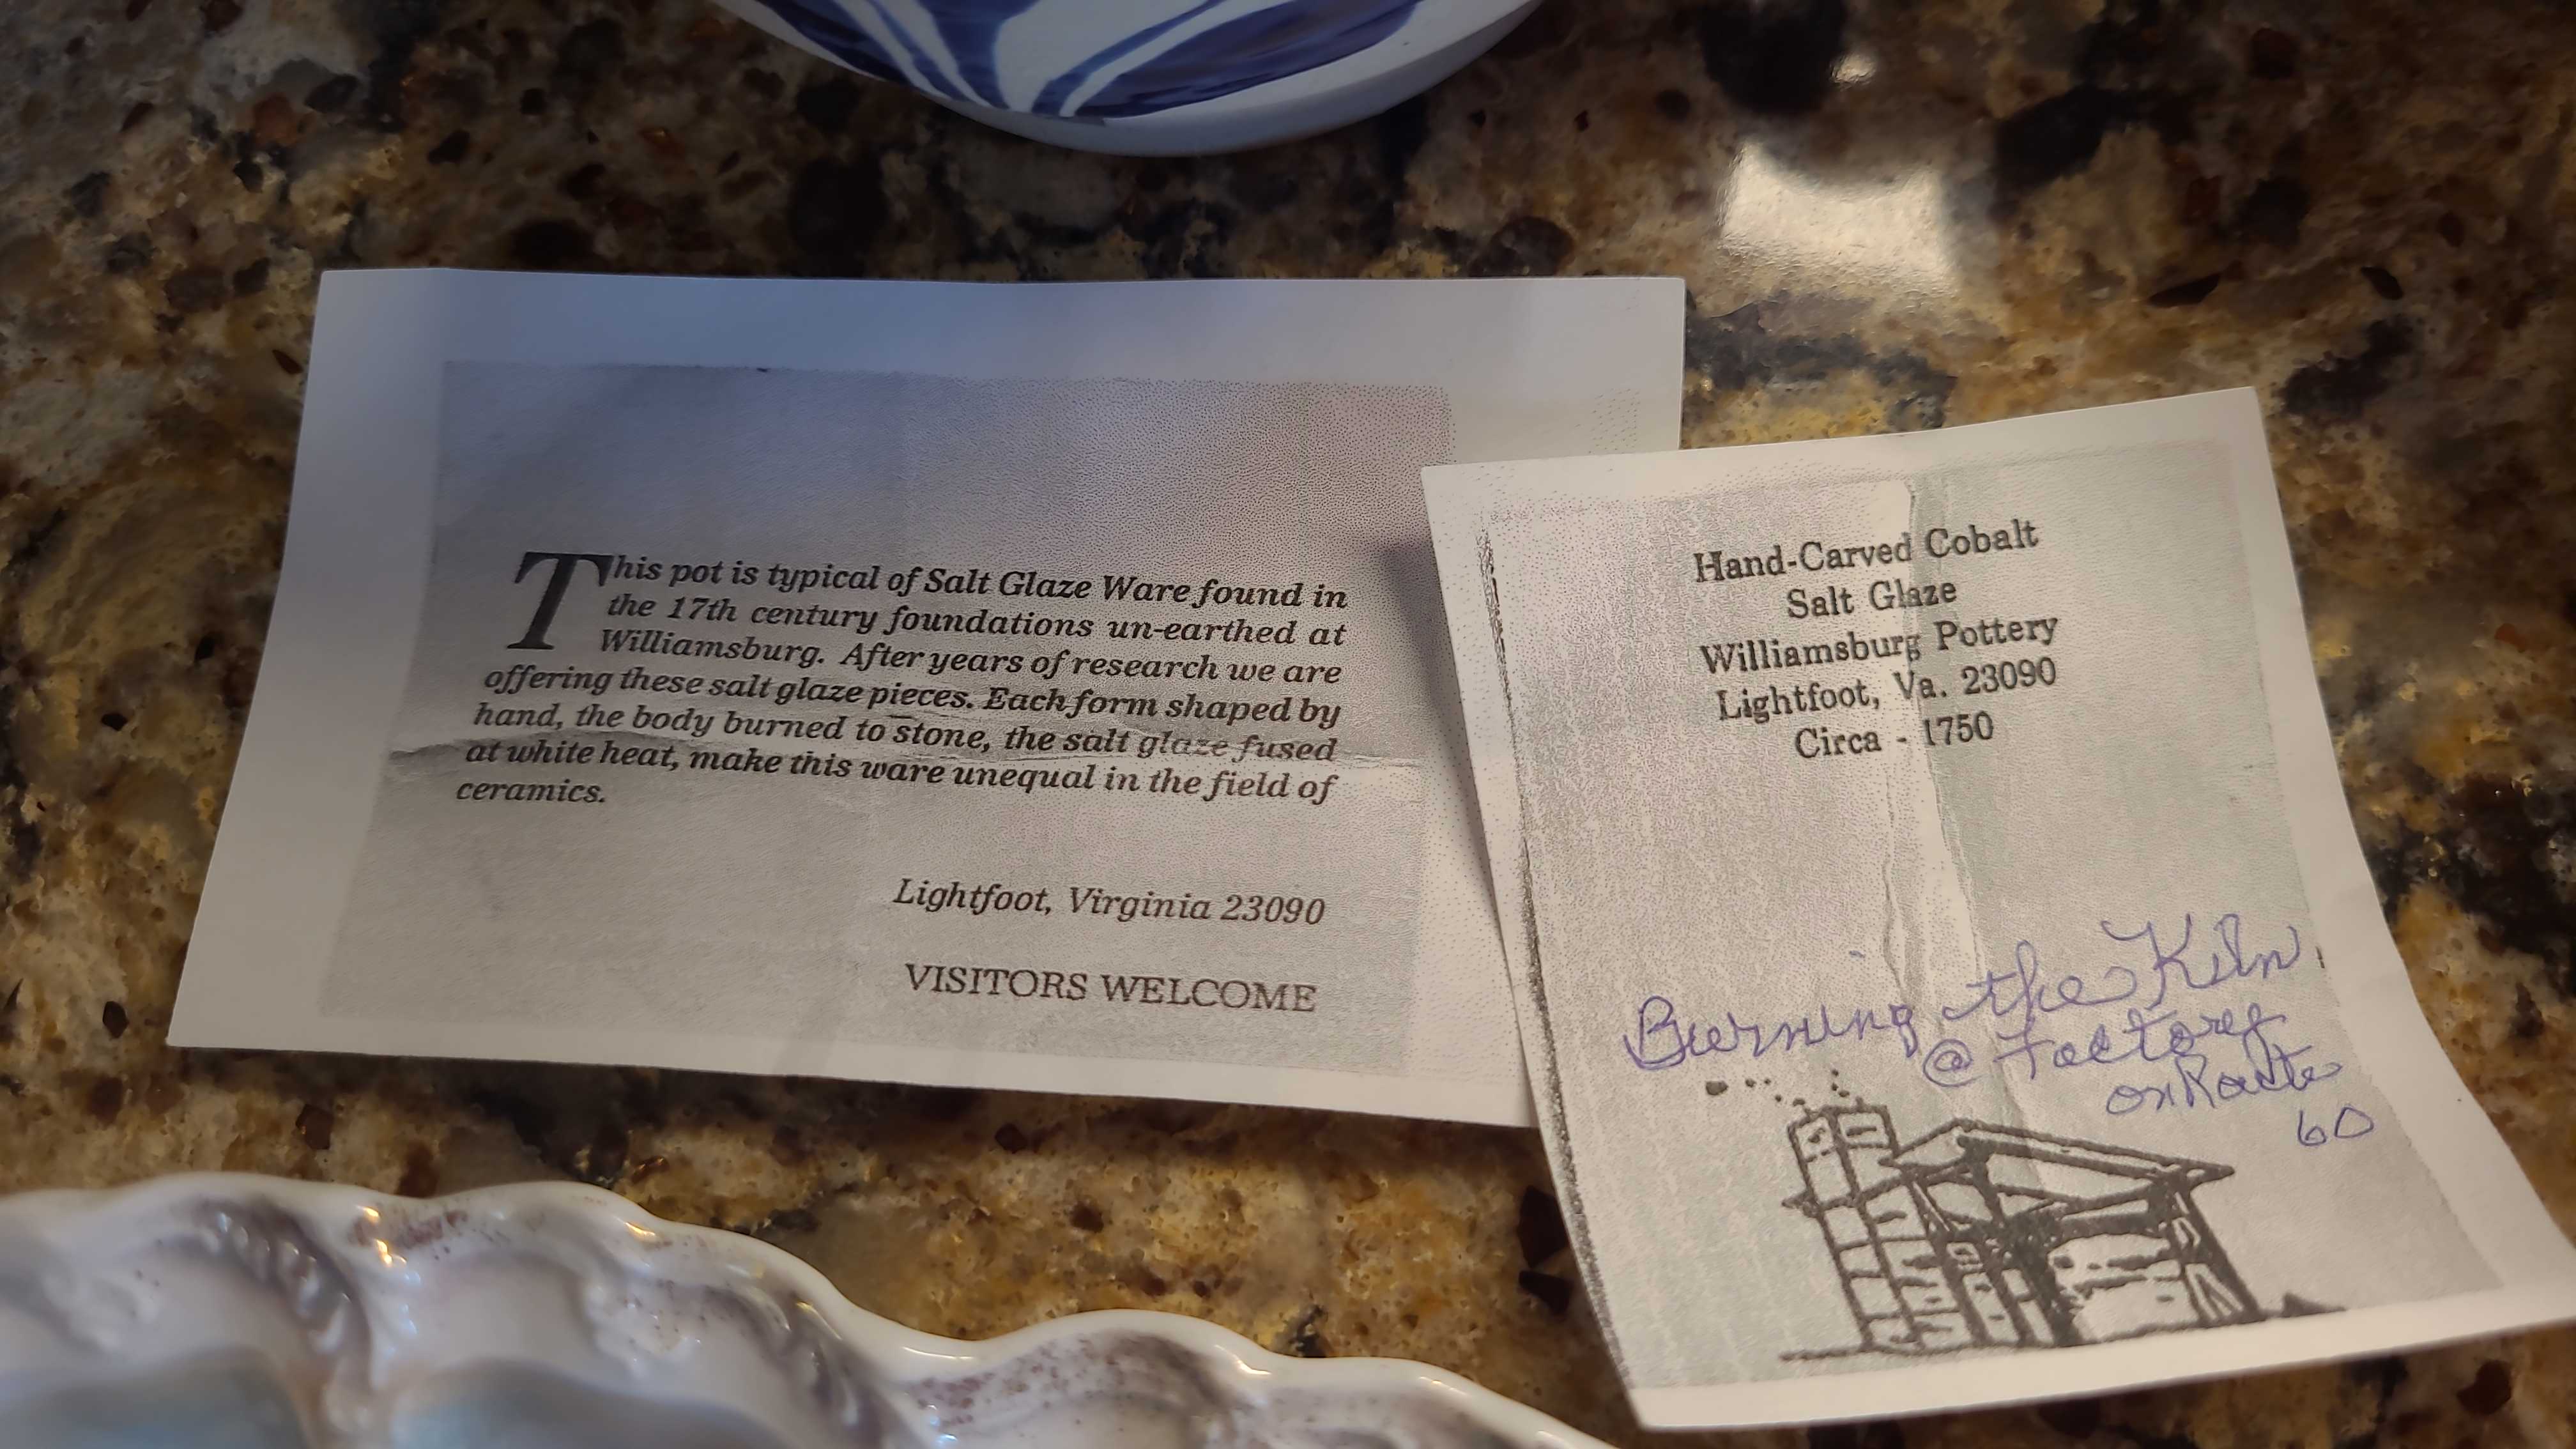 This pot is typical of Salt Glaze Ware found in
the 17th century foundations un-earthed at
Williamsburg. After years of research we are
offering these salt glaze pieces. Each form shaped by
hand, the body burned to stone, the salt glaze fused
at white heat, make this ware unequal in the field of
ceramics.
Lightfoot, Virginia 23090
VISITORS WELCOME
Hand-Carved Cobalt
Salt Glaze
Williamsburg Pottery
Lightfoot, Va. 23090
Circa - 1750
Burning the Kiln
@ Factory
on Route
60